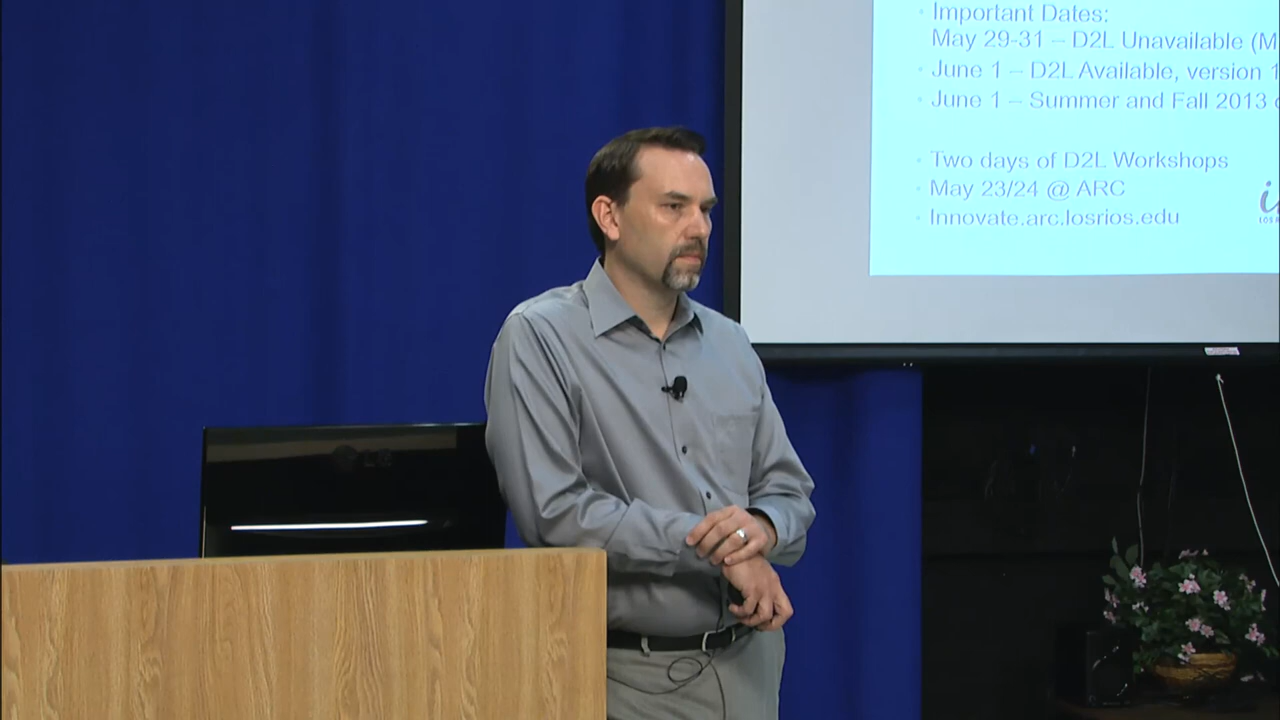 Important Dates:
May 29-31 – D2L Unavailable (M
June 1 – D2L Available, version 1
June 1 – Summer and Fall 2013
Two days of D2L Workshops
May 23/24 @ ARC
Innovate.arc.losrios.edu